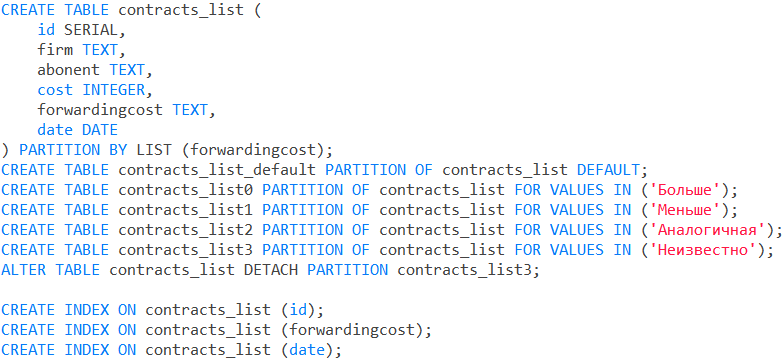 CREATE TABLE contracts_list (
    id SERIAL,
    firm TEXT,
    abonent TEXT,
    cost INTEGER,
    forwardingcost TEXT,
    date DATE
) PARTITION BY LIST (forwardingcost);
CREATE TABLE contracts_list_default PARTITION OF contracts_list DEFAULT;
CREATE TABLE contracts_list0 PARTITION OF contracts_list FOR VALUES IN ('Больше');
CREATE TABLE contracts_list1 PARTITION OF contracts_list FOR VALUES IN ('Меньше');
CREATE TABLE contracts_list2 PARTITION OF contracts_list FOR VALUES IN ('Аналогичная');
CREATE TABLE contracts_list3 PARTITION OF contracts_list FOR VALUES IN ('Неизвестно');
ALTER TABLE contracts_list DETACH PARTITION contracts_list3;

CREATE INDEX ON contracts_list (id);
CREATE INDEX ON contracts_list (forwardingcost);
CREATE INDEX ON contracts_list (date);